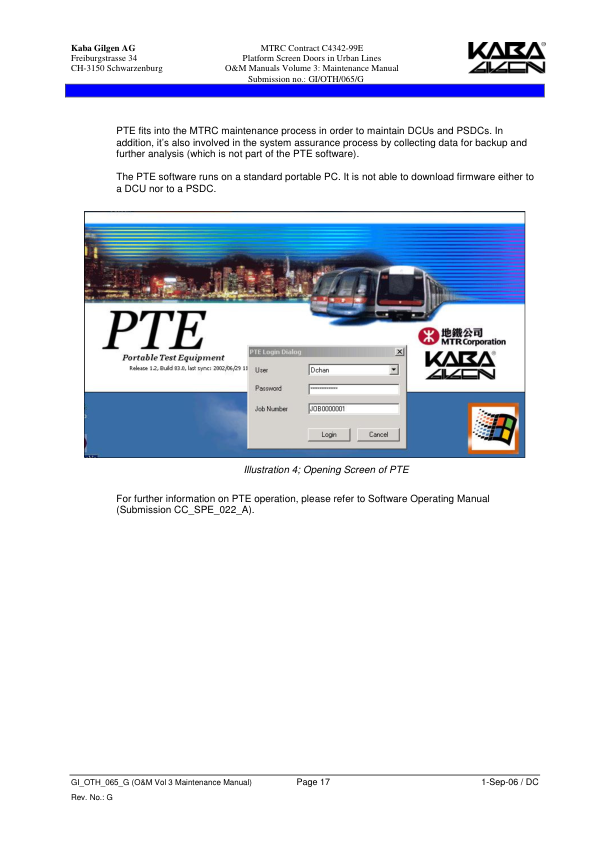 Kaba Gilgen AG
Freiburgstrasse 34
CH-3150 Schwarzenburg
MTRC Contract C4342-99E
Platform Screen Doors in Urban Lines
O&M Manuals Volume 3: Maintenance Manual
Submission no.: GI/OTH/065/G
KABA®
GILGEN
PTE fits into the MTRC maintenance process in order to maintain DCUs and PSDCs. In
addition, it's also involved in the system assurance process by collecting data for backup and
further analysis (which is not part of the PTE software).
The PTE software runs on a standard portable PC. It is not able to download firmware either to
a DCU nor to a PSDC.
PTE
Portable Test Equipment
Release 1.2, Build 83.0, last sync: 2002/06/29
地鐵公司
MTR Corporation
KABA®
GILGEN
PTE Login Dialog
User
Dchan
Password
Job Number
JOB0000001
Login
Cancel
Illustration 4; Opening Screen of PTE
For further information on PTE operation, please refer to Software Operating Manual
(Submission CC_SPE_022_A).
GI_OTH_065_G (O&M Vol 3 Maintenance Manual)
Page 17
1-Sep-06 / DC
Rev. No.: G